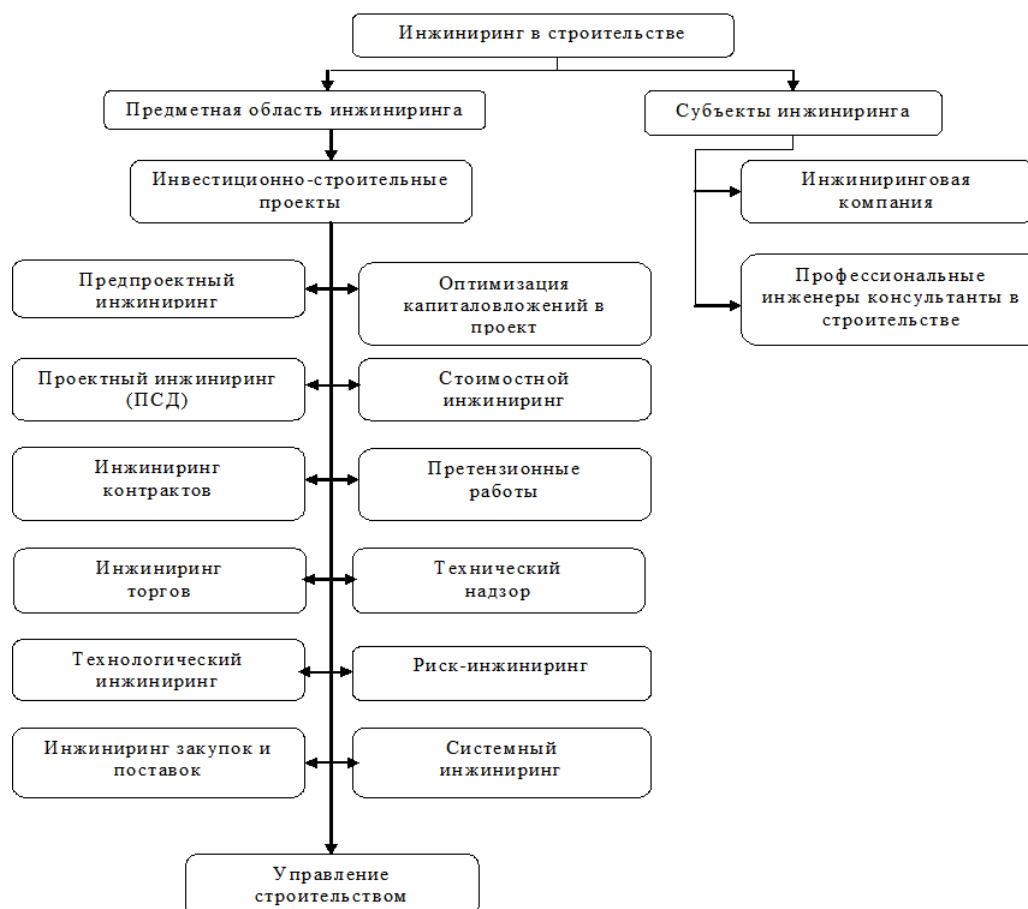 Инжиниринг в строительстве
Предметная область инжиниринга
Субъекты инжиниринга
Инвестиционно-строительные
проекты
Инжиниринговая
компания
Профессиональные
инженеры консультанты в
строительстве
Предпроектный
инжиниринг
Оптимизация
капиталовложений в
проект
Проектный инжиниринг
(ПСД)
Стоимостной
инжиниринг
Инжиниринг
контрактов
Претензионные
работы
Инжиниринг
торгов
Технический
надзор
Технологический
инжиниринг
Риск-инжиниринг
Инжиниринг закупок и
поставок
Системный
инжиниринг
Управление
строительством